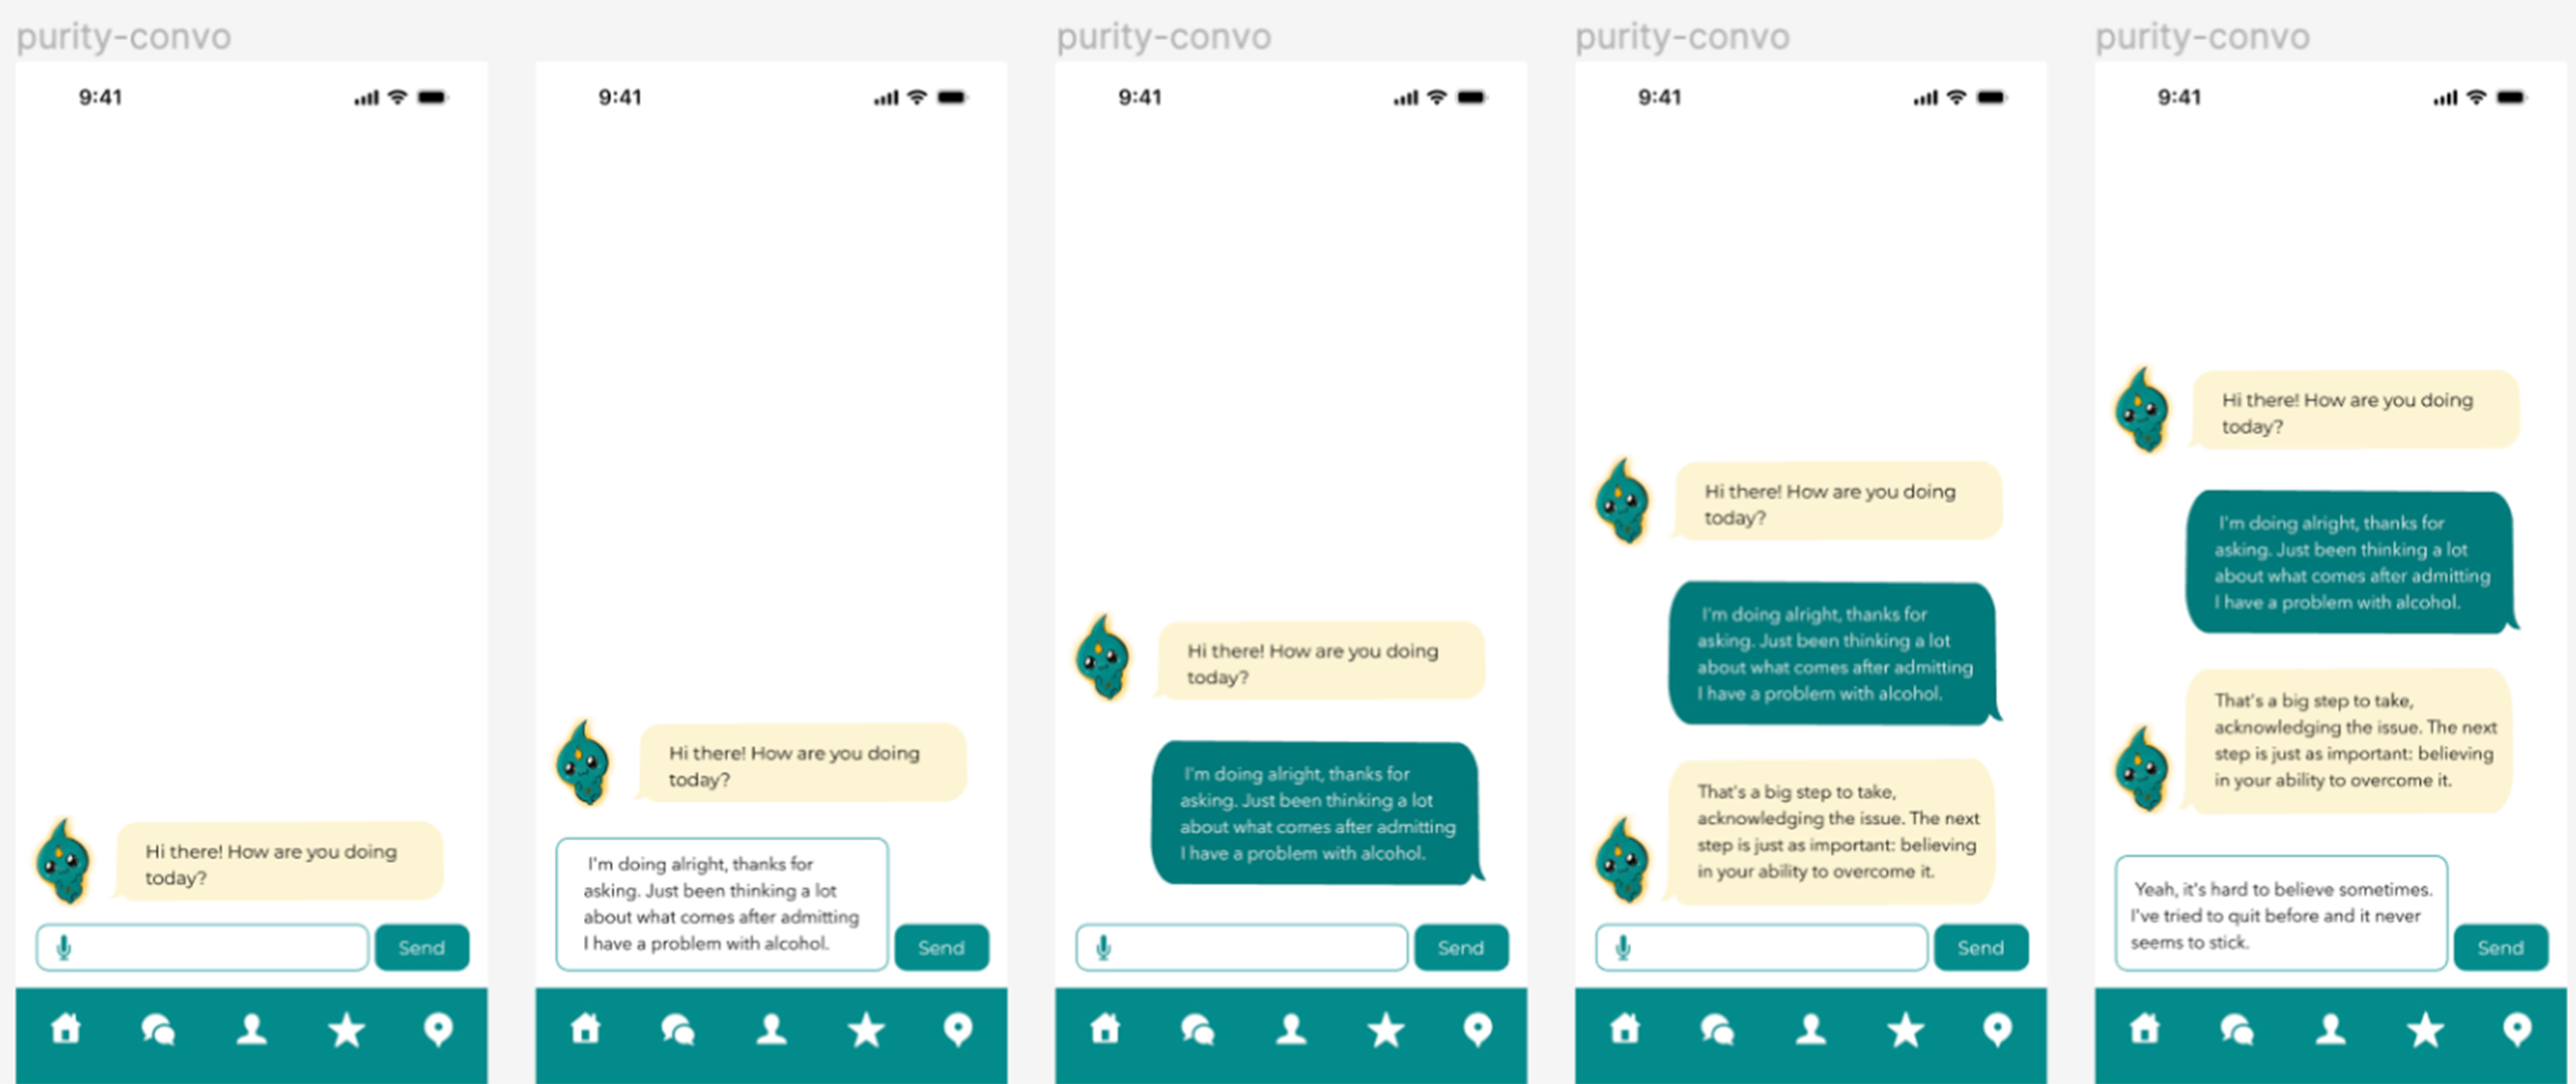 purity-convo
9:41
Hi there! How are you doing
today?
Send
9:41
Hi there! How are you doing
today?
I'm doing alright, thanks for
asking. Just been thinking a lot
about what comes after admitting
I have a problem with alcohol.
Send
purity-convo
9:41
Hi there! How are you doing
today?
I'm doing alright, thanks for
asking. Just been thinking a lot
about what comes after admitting
I have a problem with alcohol.
Send
purity-convo
9:41
Hi there! How are you doing
today?
I'm doing alright, thanks for
asking. Just been thinking a lot
about what comes after admitting
I have a problem with alcohol.
That's a big step to take,
acknowledging the issue. The next
step is just as important: believing
in your ability to overcome it.
Send
purity-convo
9:41
Hi there! How are you doing
today?
I'm doing alright, thanks for
asking. Just been thinking a lot
about what comes after admitting
I have a problem with alcohol.
That's a big step to take,
acknowledging the issue. The next
step is just as important: believing
in your ability to overcome it.
Yeah, it's hard to believe sometimes.
I've tried to quit before and it never
seems to stick.
Send